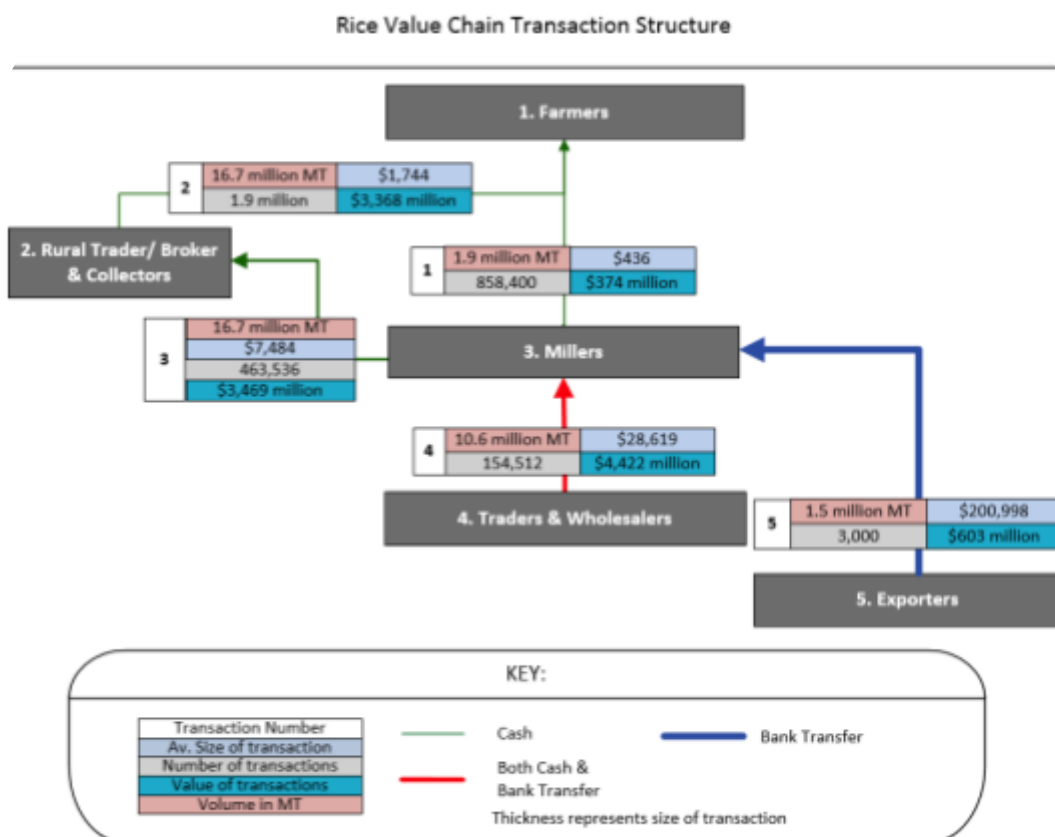 Rice Value Chain Transaction Structure
1. Farmers
2
16.7 million MT
$1,744
1.9 million
$3,368 million
2. Rural Trader/ Broker
& Collectors
1
1.9 million MT
$436
858,400
$374 million
3
16.7 million MT
$7,484
463,536
$3,469 million
3. Millers
4
10.6 million MT
$28,619
154,512
$4,422 million
4. Traders & Wholesalers
5
1.5 million MT
$200,998
3,000
$603 million
5. Exporters
KEY:
Transaction Number
Av. Size of transaction
Number of transactions
Value of transactions
Volume in MT
Cash
Both Cash &
Bank Transfer
Bank Transfer
Thickness represents size of transaction